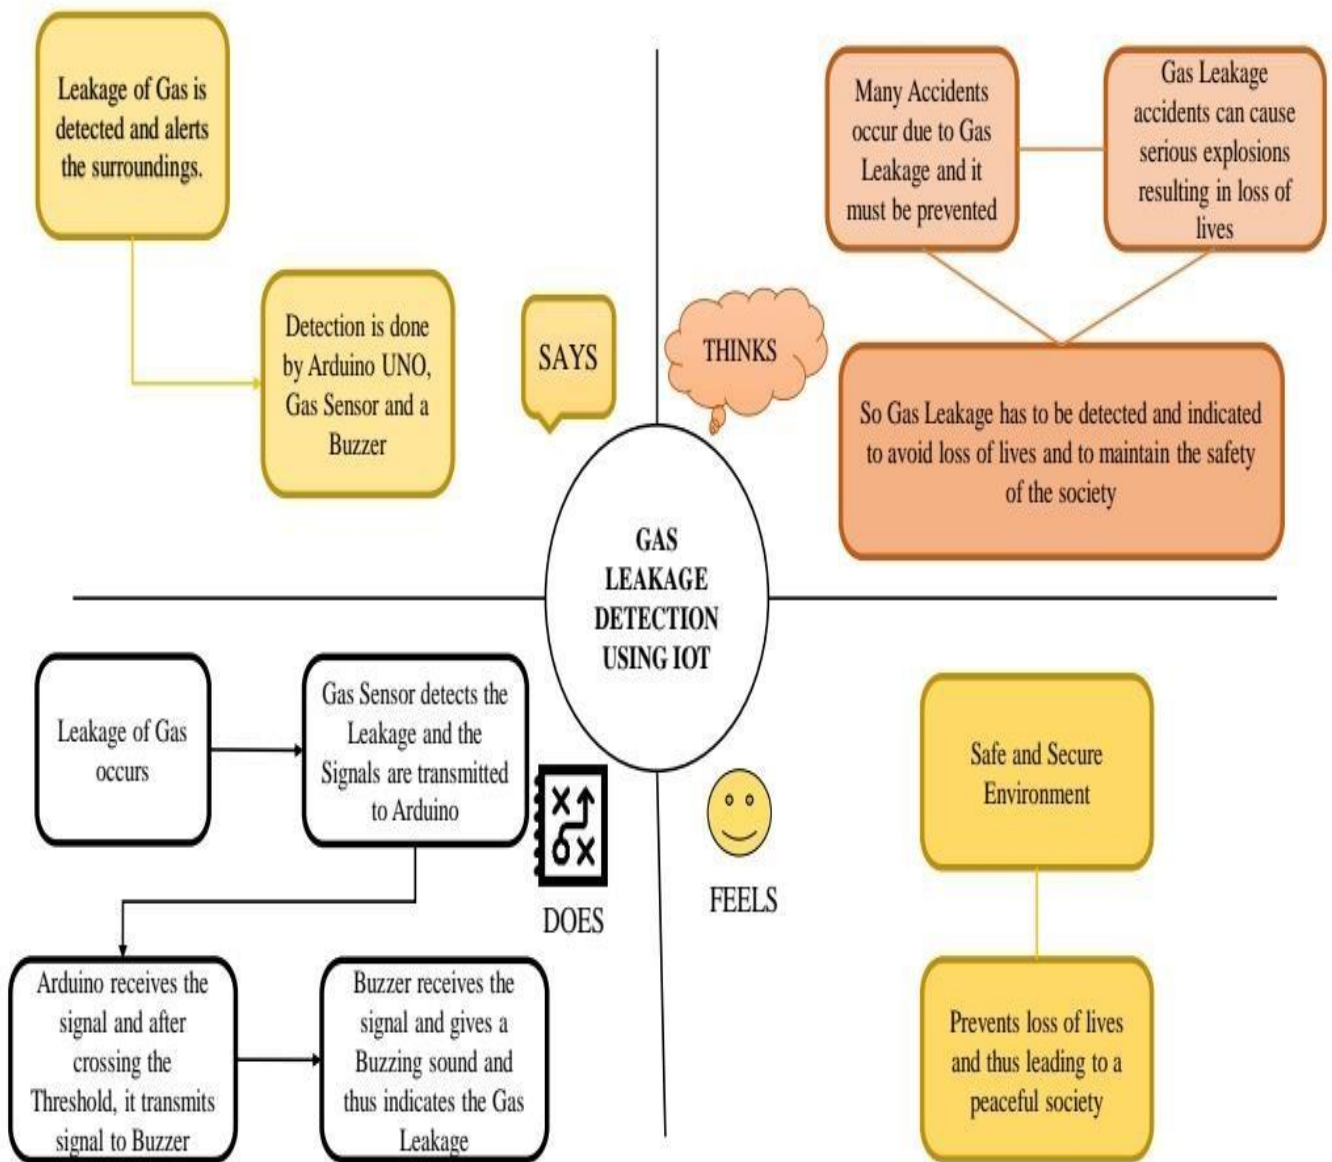 Leakage of Gas is
detected and alerts
the surroundings.
Detection is done
by Arduino UNO,
Gas Sensor and a
Buzzer
SAYS
THINKS
Many Accidents
occur due to Gas
Leakage and it
must be prevented
Gas Leakage
accidents can cause
serious explosions
resulting in loss of
lives
So Gas Leakage has to be detected and indicated
to avoid loss of lives and to maintain the safety
of the society
GAS
LEAKAGE
DETECTION
USING IOT
Leakage of Gas
occurs
Gas Sensor detects the
Leakage and the
Signals are transmitted
to Arduino
DOES
Arduino receives the
signal and after
crossing the
Threshold, it transmits
signal to Buzzer
Buzzer receives the
signal and gives a
Buzzing sound and
thus indicates the Gas
Leakage
FEELS
Safe and Secure
Environment
Prevents loss of lives
and thus leading to a
peaceful society